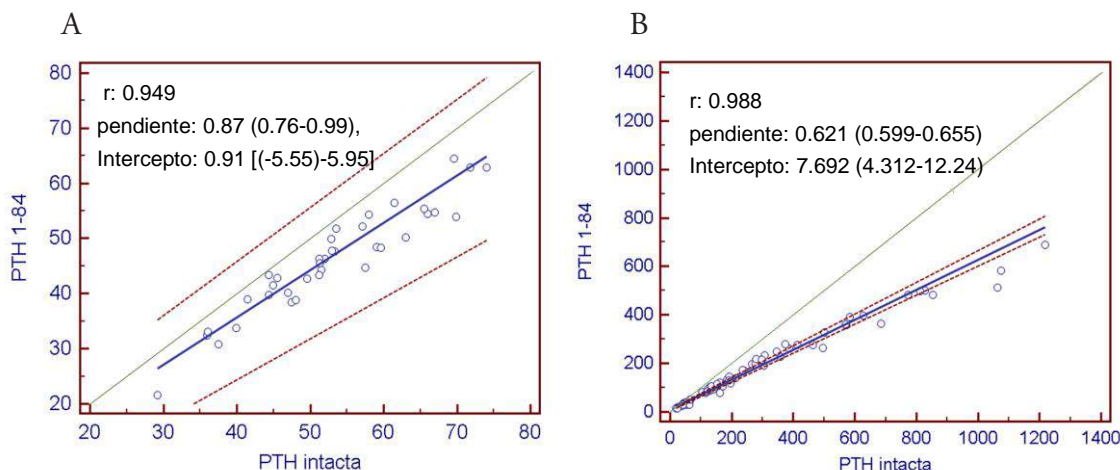 A
80
70
60
50
40
30
20
PTH 1-84
r: 0.949
pendiente: 0.87 (0.76-0.99),
Intercepto: 0.91 [(-5.55)-5.95]
20 30 40 50 60 70 80
PTH intacta
B
1400
1200
1000
800
600
400
200
0
PTH 1-84
r: 0.988
pendiente: 0.621 (0.599-0.655)
Intercepto: 7.692 (4.312-12.24)
0 200 400 600 800 1000 1200 1400
PTH intacta